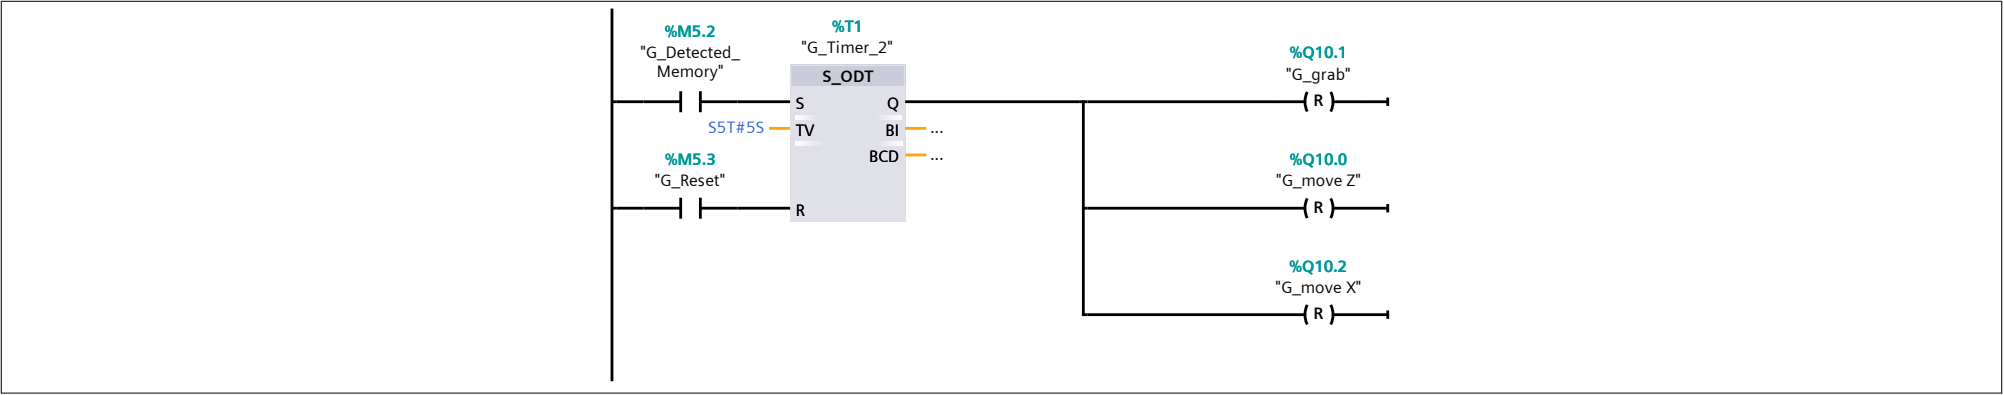 %M5.2
"G_Detected_
Memory"
%T1
"G_Timer_2"
S_ODT
S
Q
S5T#5S
TV
BI
...
BCD
...
%M5.3
"G_Reset"
R
%Q10.1
"G_grab"
R
%Q10.0
"G_move Z"
R
%Q10.2
"G_move X"
R